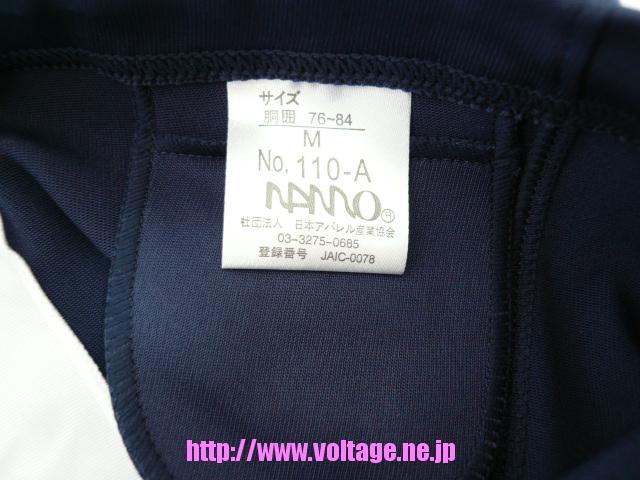 サイズ
胴囲 76~84
M
No. 110-A
NAMO®
社団法人 日本アパレル産業協会
03-3275-0685
登録番号 JAIC-0078
http://www.voltage.ne.jp